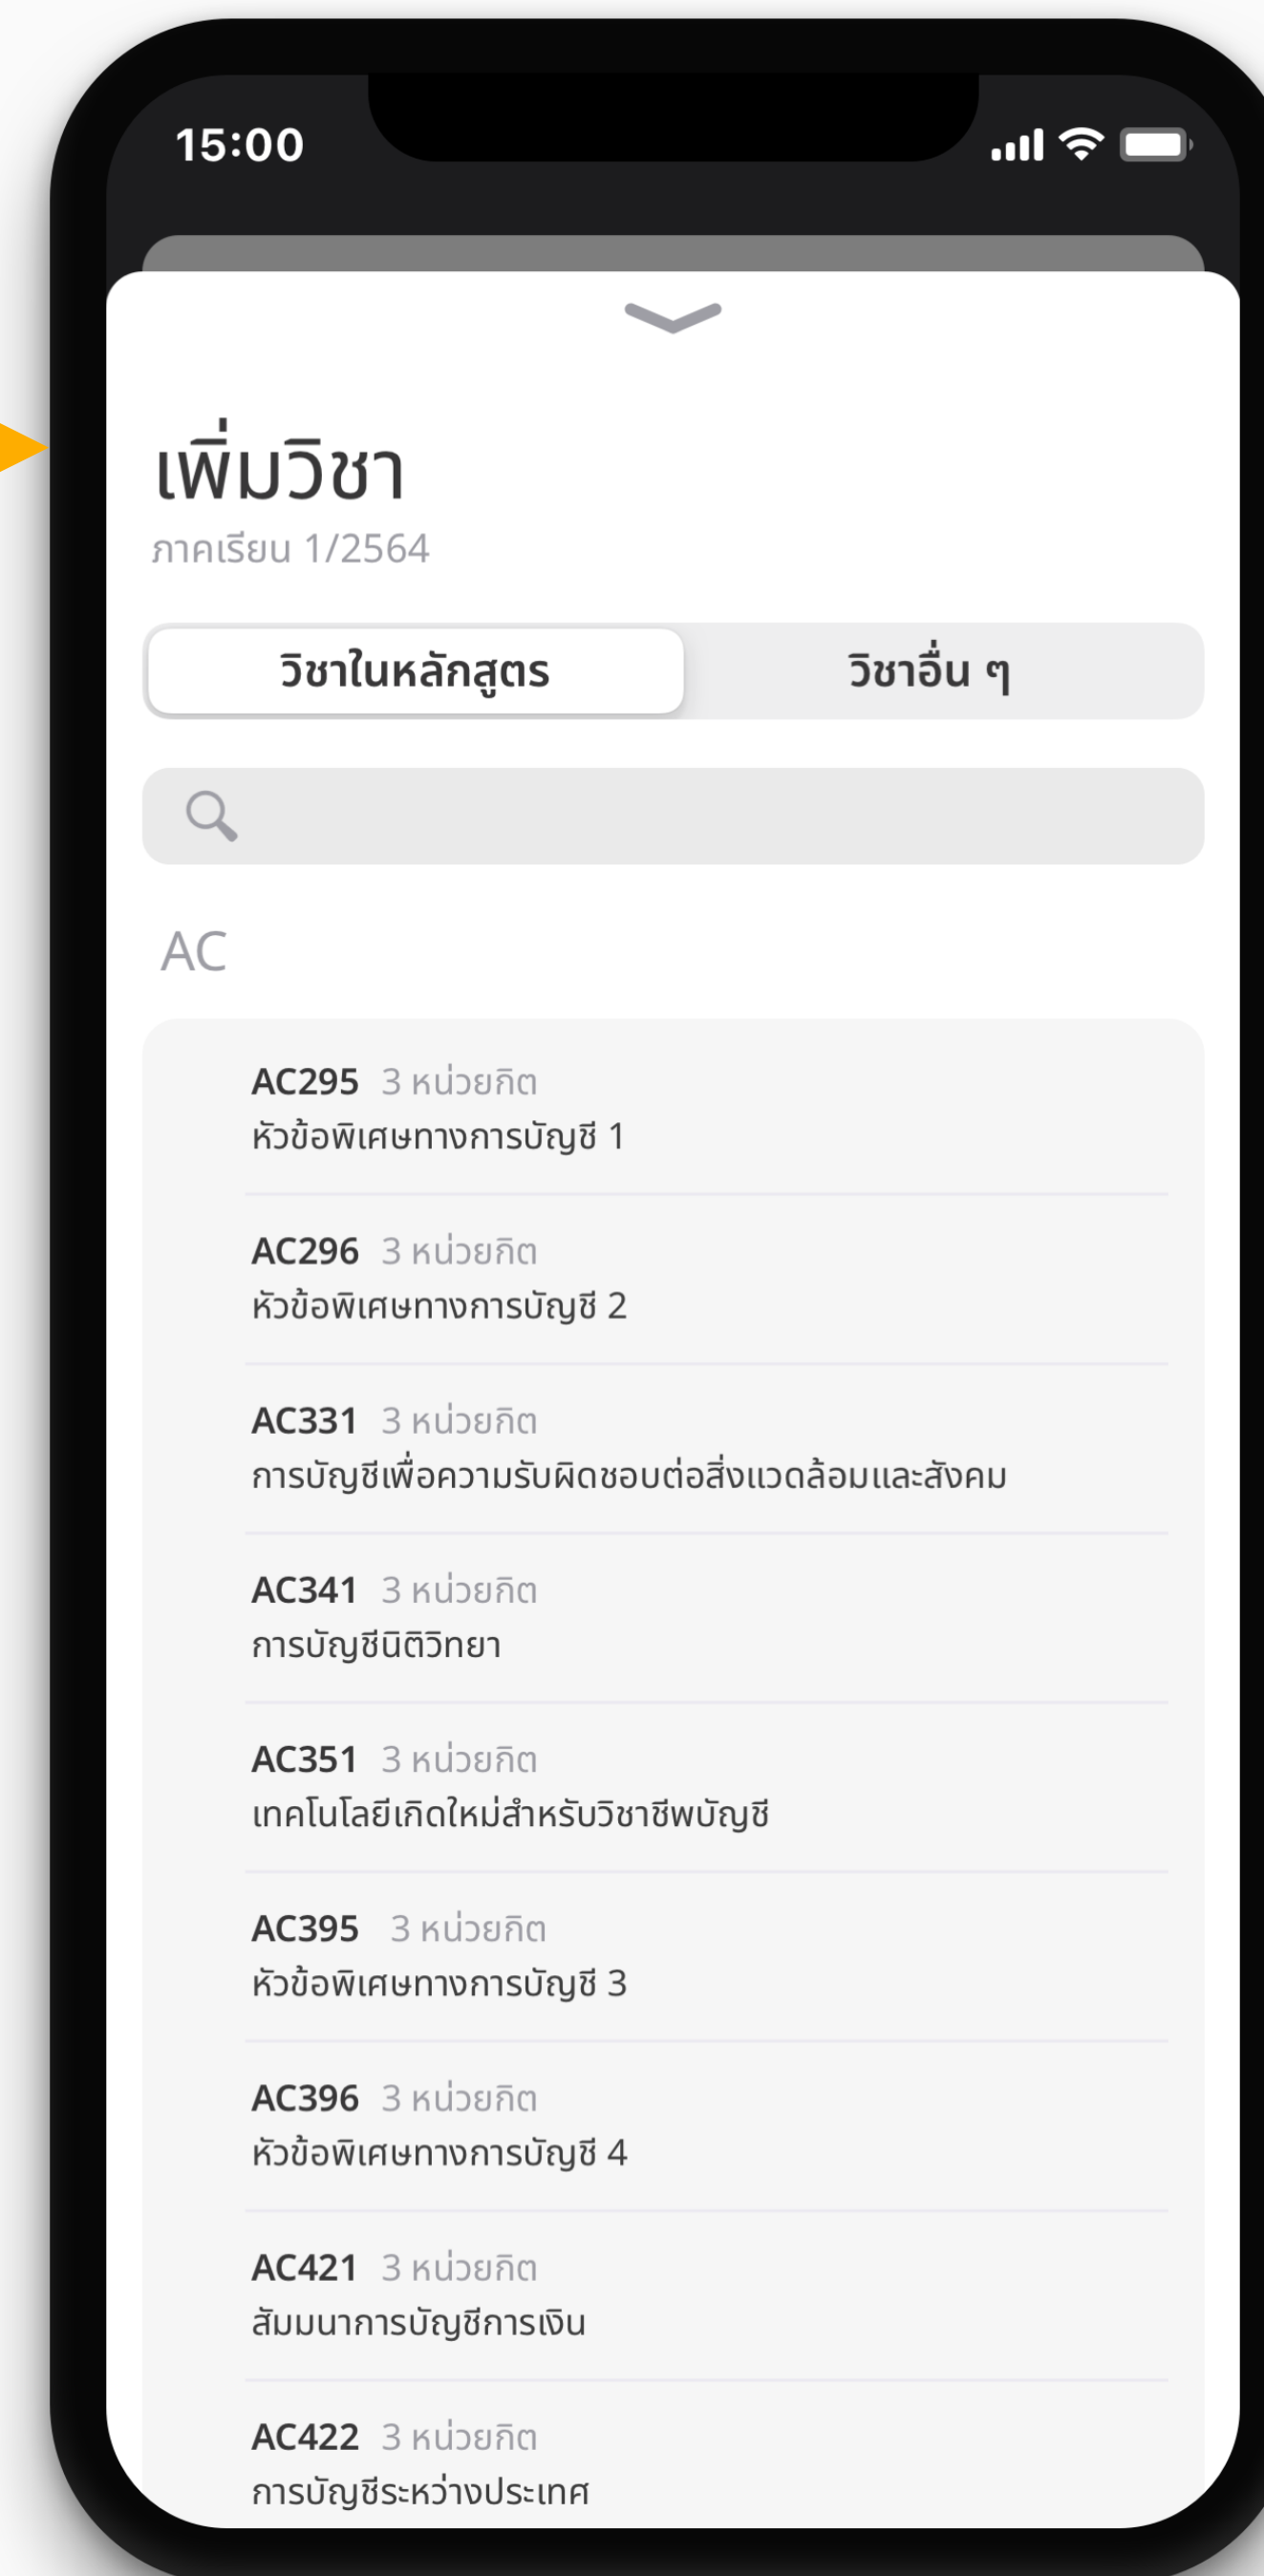 15:00
เพิ่มวิชา
ภาคเรียน 1/2564
วิชาในหลักสูตร วิชาอื่น ๆ
AC
AC295 3 หน่วยกิต
หัวข้อพิเศษทางการบัญชี 1
AC296 3 หน่วยกิต
หัวข้อพิเศษทางการบัญชี 2
AC331 3 หน่วยกิต
การบัญชีเพื่อความรับผิดชอบต่อสิ่งแวดล้อมและสังคม
AC341 3 หน่วยกิต
การบัญชีนิติวิทยา
AC351 3 หน่วยกิต
เทคโนโลยีเกิดใหม่สำหรับวิชาชีพบัญชี
AC395 3 หน่วยกิต
หัวข้อพิเศษทางการบัญชี 3
AC396 3 หน่วยกิต
หัวข้อพิเศษทางการบัญชี 4
AC421 3 หน่วยกิต
สัมมนาการบัญชีการเงิน
AC422 3 หน่วยกิต
การบัญชีระหว่างประเทศ